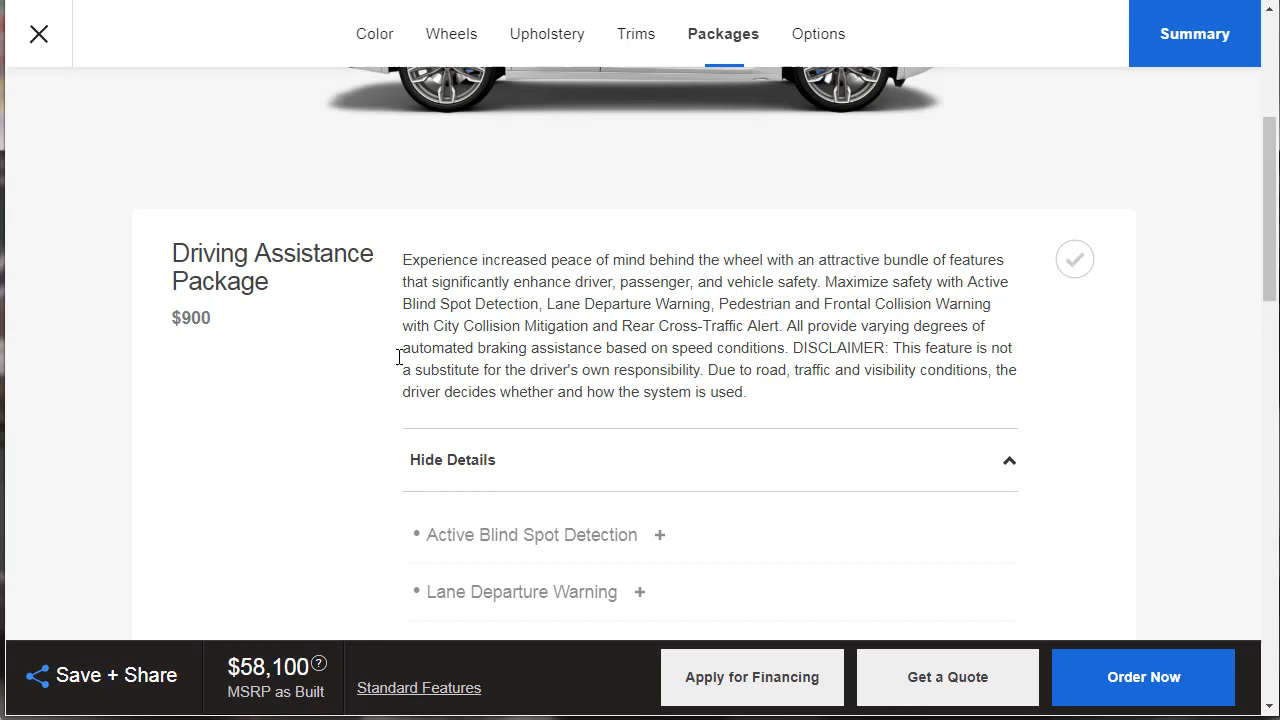 Color Wheels Upholstery Trims Packages Options Summary
Driving Assistance
Package
$900
Experience increased peace of mind behind the wheel with an attractive bundle of features
that significantly enhance driver, passenger, and vehicle safety. Maximize safety with Active
Blind Spot Detection, Lane Departure Warning, Pedestrian and Frontal Collision Warning
with City Collision Mitigation and Rear Cross-Traffic Alert. All provide varying degrees of
automated braking assistance based on speed conditions. DISCLAIMER: This feature is not
a substitute for the driver's own responsibility. Due to road, traffic and visibility conditions, the
driver decides whether and how the system is used.
Hide Details
• Active Blind Spot Detection +
• Lane Departure Warning +
Save + Share
$58,100 ?
MSRP as Built
Standard Features
Apply for Financing
Get a Quote
Order Now